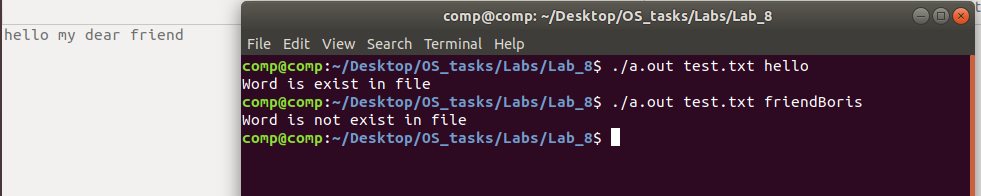 hello my dear friend
comp@comp: ~/Desktop/OS_tasks/Labs/Lab_8
File Edit View Search Terminal Help
comp@comp:~/Desktop/OS_tasks/Labs/Lab_8$ ./a.out test.txt hello
Word is exist in file
comp@comp:~/Desktop/OS_tasks/Labs/Lab_8$ ./a.out test.txt friendBoris
Word is not exist in file
comp@comp:~/Desktop/OS_tasks/Labs/Lab_8$